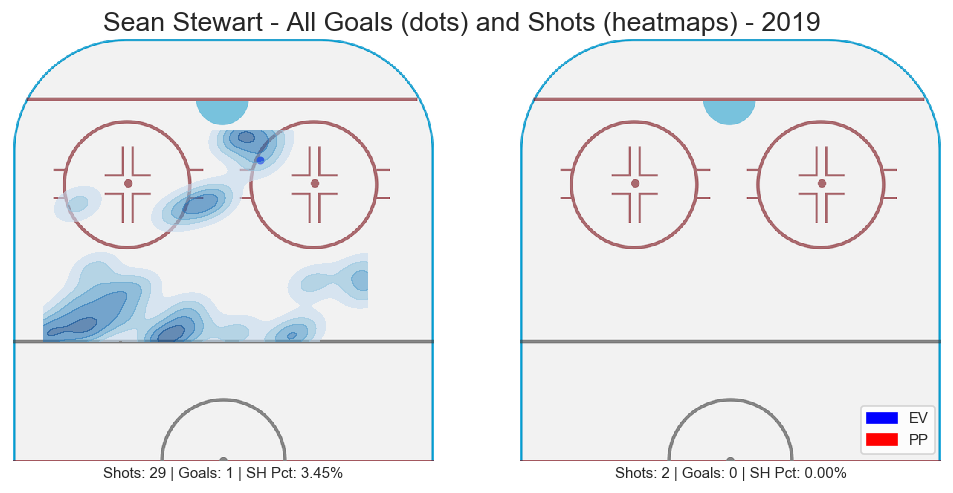 Sean Stewart - All Goals (dots) and Shots (heatmaps) - 2019
EV
PP
Shots: 29 | Goals: 1 | SH Pct: 3.45%
Shots: 2 | Goals: 0 | SH Pct: 0.00%